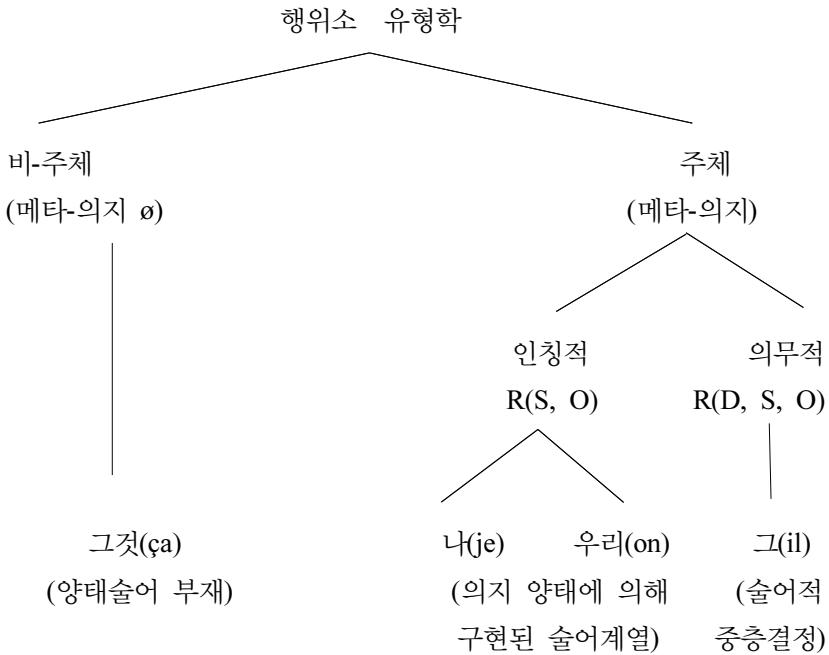 행위소 유형학
비-주체 주체
(메타-의지 ø) (메타-의지)
인칭적 의무적
R(S, O) R(D, S, O)
그것(ça) 나(je) 우리(on) 그(il)
(양태술어 부재) (의지 양태에 의해 (술어적
구현된 술어계열) 중층결정)